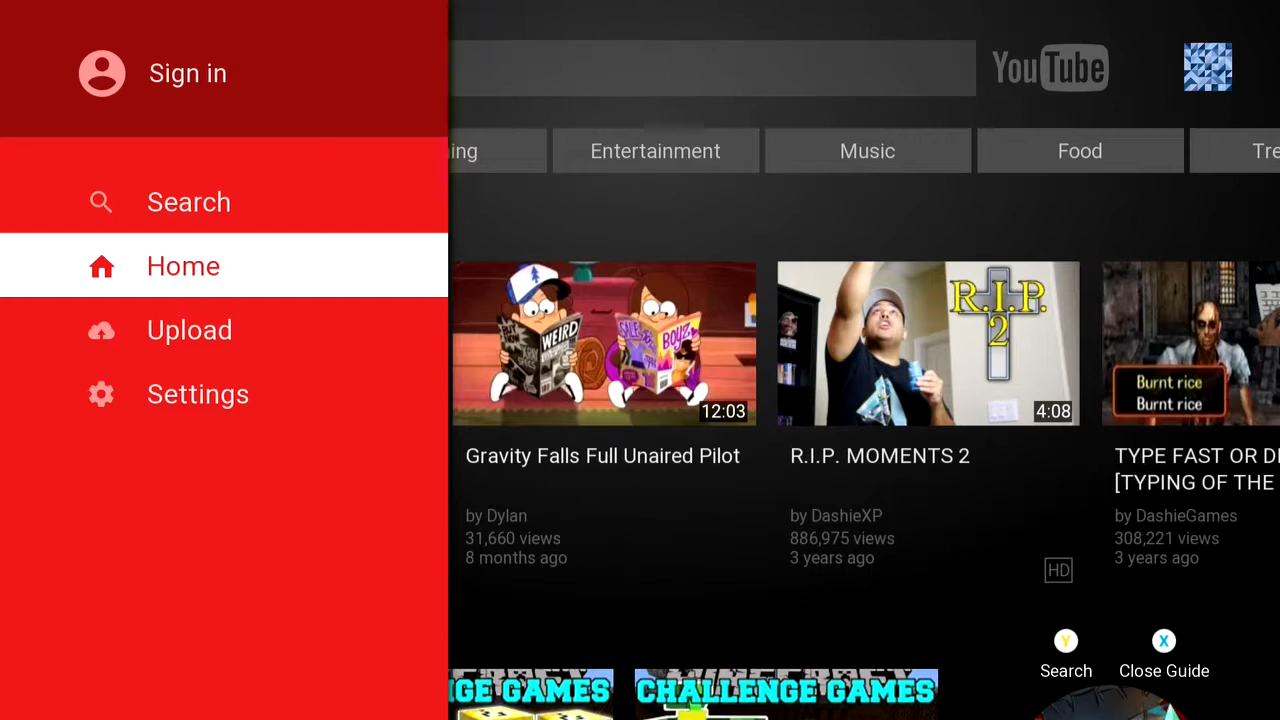 Sign in
Search
Home
Upload
Settings
YouTube
ing
Entertainment
Music
Food
Tre
WEIRD
BOYZ
12:03
R.I.P.
2
4:08
Burnt rice
Burnt rice
Gravity Falls Full Unaired Pilot
by Dylan
31,660 views
8 months ago
R.I.P. MOMENTS 2
by DashieXP
886,975 views
3 years ago
HD
TYPE FAST OR D
[TYPING OF THE
by DashieGames
308,221 views
3 years ago
Y
Search
X
Close Guide
GE GAMES
CHALLENGE GAMES